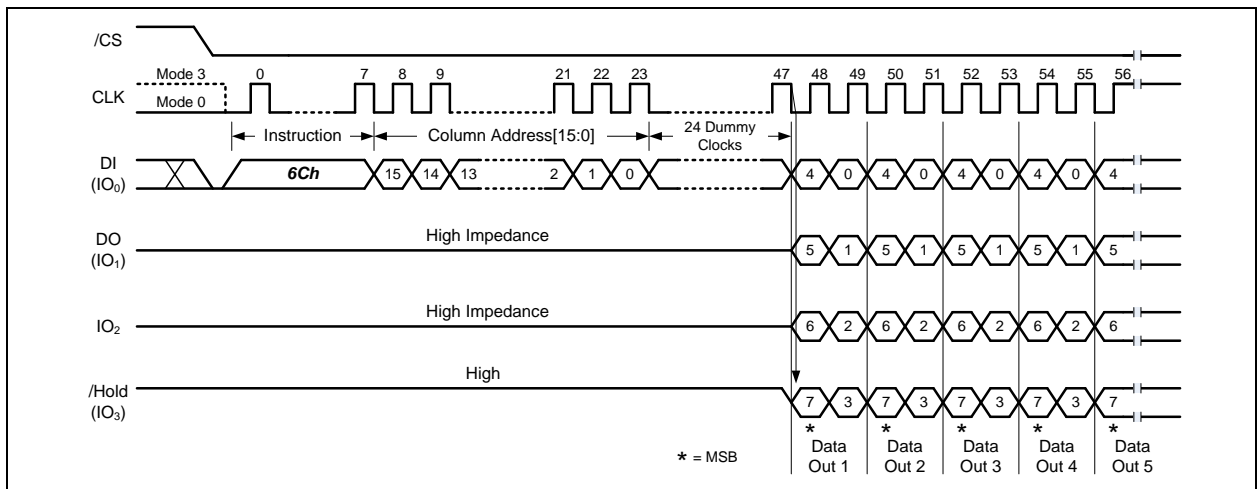 /CS
Mode 3 0 7 8 9 21 22 23 47 48 49 50 51 52 53 54 55 56
CLK
Mode 0
Instruction Column Address[15:0] 24 Dummy
Clocks
DI
(IO0) 6Ch 15 14 13 2 1 0 4 0 4 0 4 0 4 0 4
DO
(IO1) High Impedance 5 1 5 1 5 1 5 1 5
IO2 High Impedance 6 2 6 2 6 2 6 2 6
/Hold
(IO3) High 7 3 7 3 7 3 7 3 7
* * * * *
* = MSB
Data Data Data Data Data
Out 1 Out 2 Out 3 Out 4 Out 5